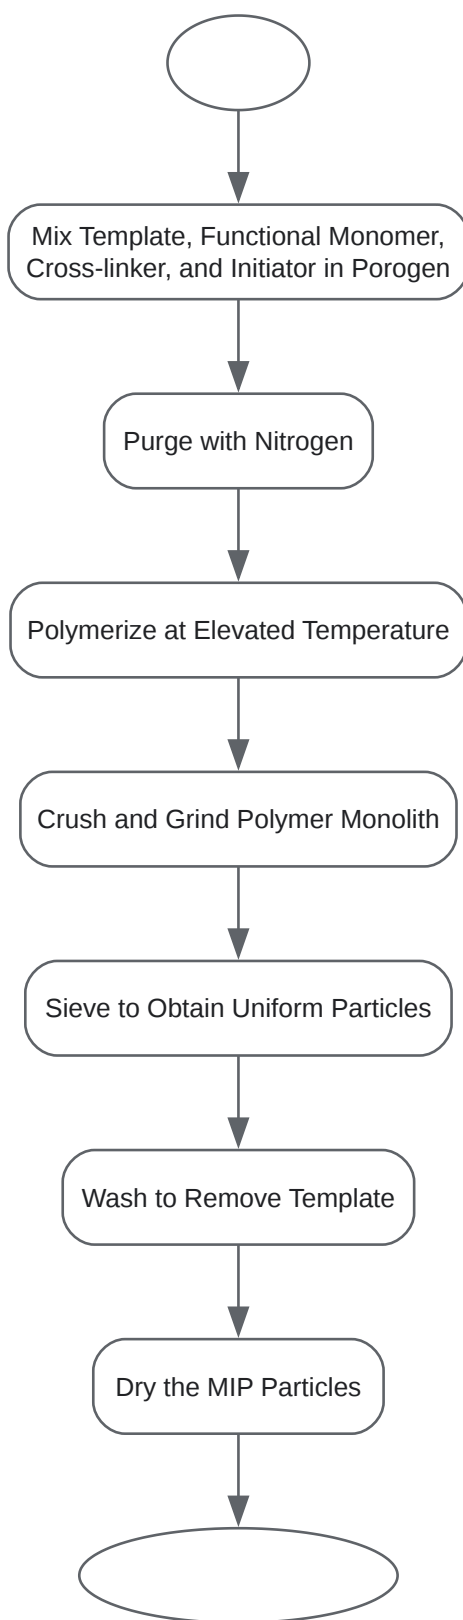 Mix Template, Functional Monomer,
Cross-linker, and Initiator in Porogen
Purge with Nitrogen
Polymerize at Elevated Temperature
Crush and Grind Polymer Monolith
Sieve to Obtain Uniform Particles
Wash to Remove Template
Dry the MIP Particles